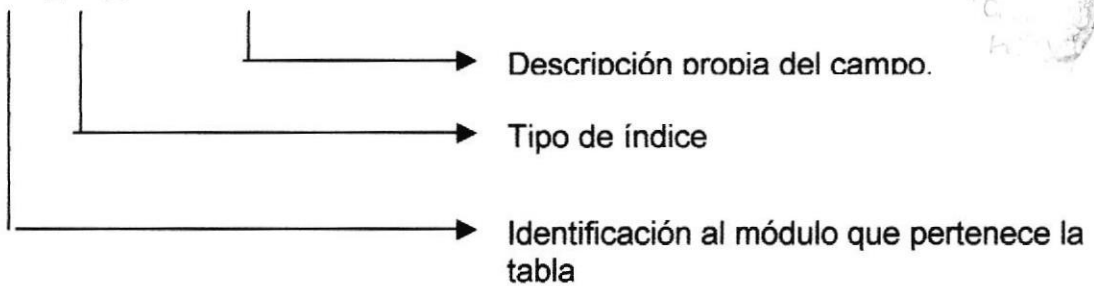 Descripción propia del campo.
Tipo de índice
Identificación al módulo que pertenece la
tabla